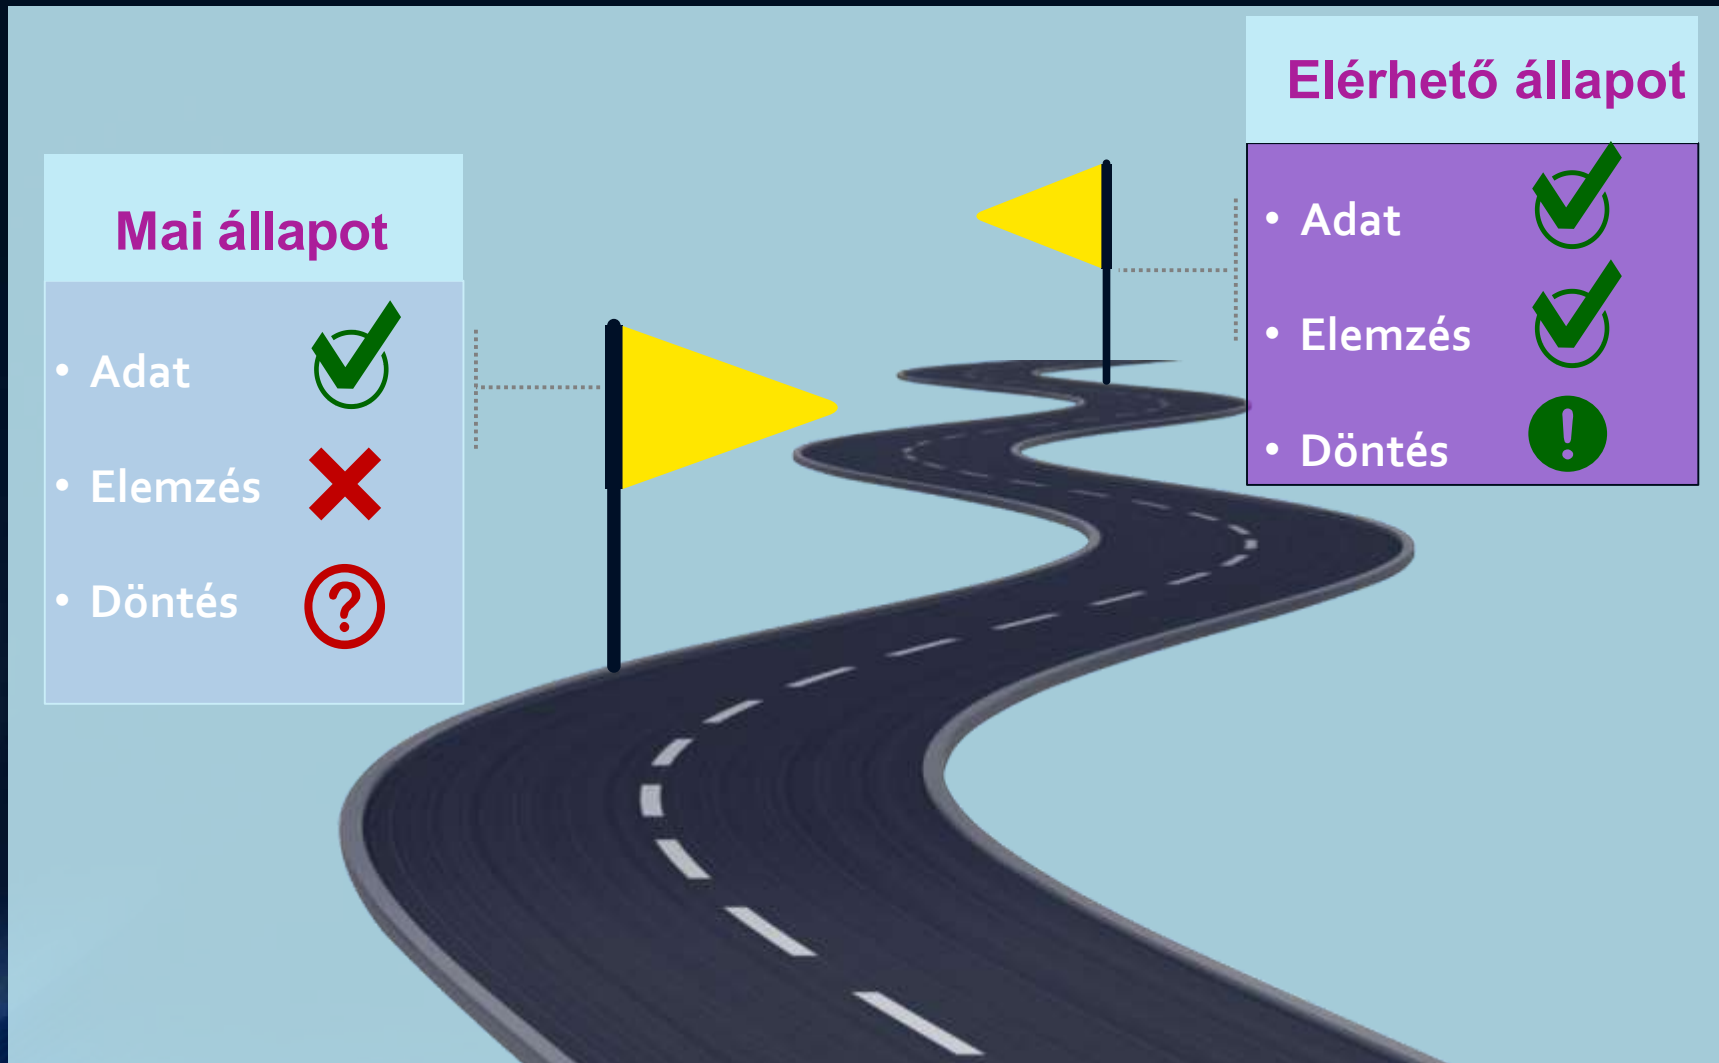 Mai állapot
• Adat
• Elemzés
• Döntés
Elérhető állapot
• Adat
• Elemzés
• Döntés